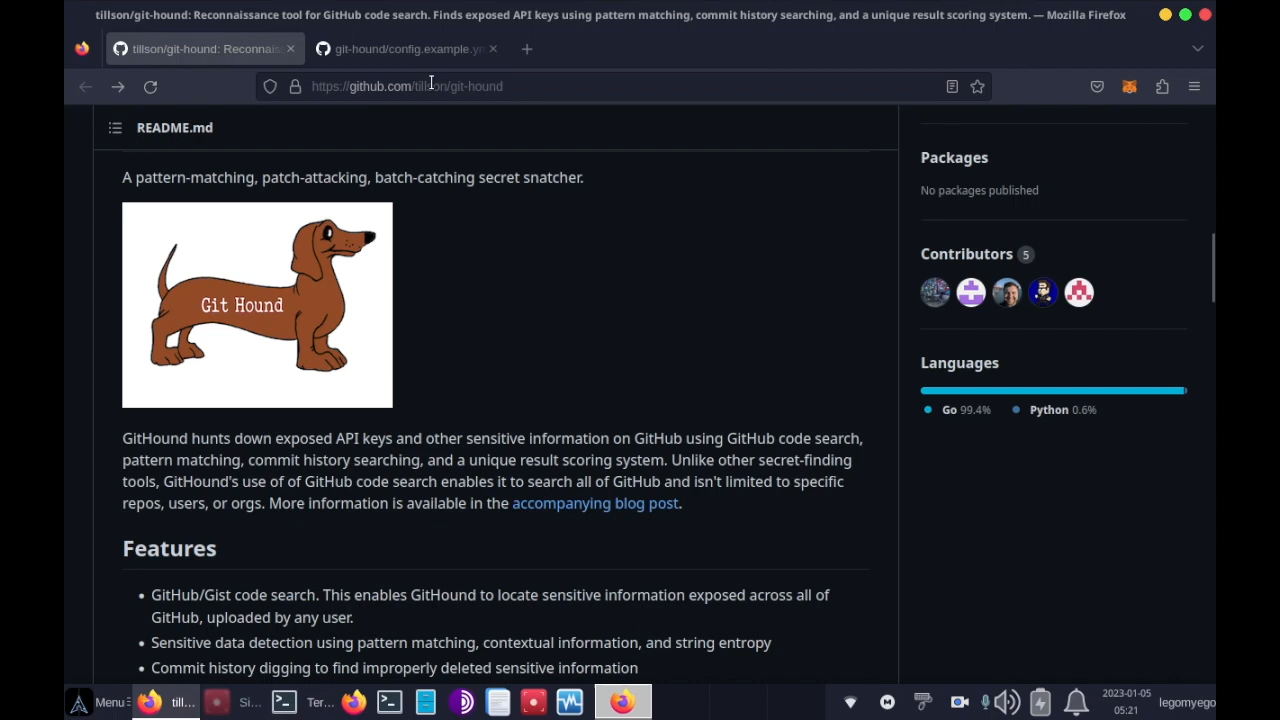 tillson/git-hound: Reconnaissance tool for GitHub code search. Finds exposed API keys using pattern matching, commit history searching, and a unique result scoring system. — Mozilla Firefox
tillson/git-hound: Reconnais
git-hound/config.example.ym
https://github.com/tillson/git-hound
README.md
A pattern-matching, patch-attacking, batch-catching secret snatcher.
Git Hound
GitHound hunts down exposed API keys and other sensitive information on GitHub using GitHub code search,
pattern matching, commit history searching, and a unique result scoring system. Unlike other secret-finding
tools, GitHound's use of of GitHub code search enables it to search all of GitHub and isn't limited to specific
repos, users, or orgs. More information is available in the accompanying blog post.
Features
• GitHub/Gist code search. This enables GitHound to locate sensitive information exposed across all of
GitHub, uploaded by any user.
• Sensitive data detection using pattern matching, contextual information, and string entropy
• Commit history digging to find improperly deleted sensitive information
Packages
No packages published
Contributors 5
Languages
Go 99.4% Python 0.6%
Menu
till...
Si...
Ter...
2023-01-05
05:21
legomyego